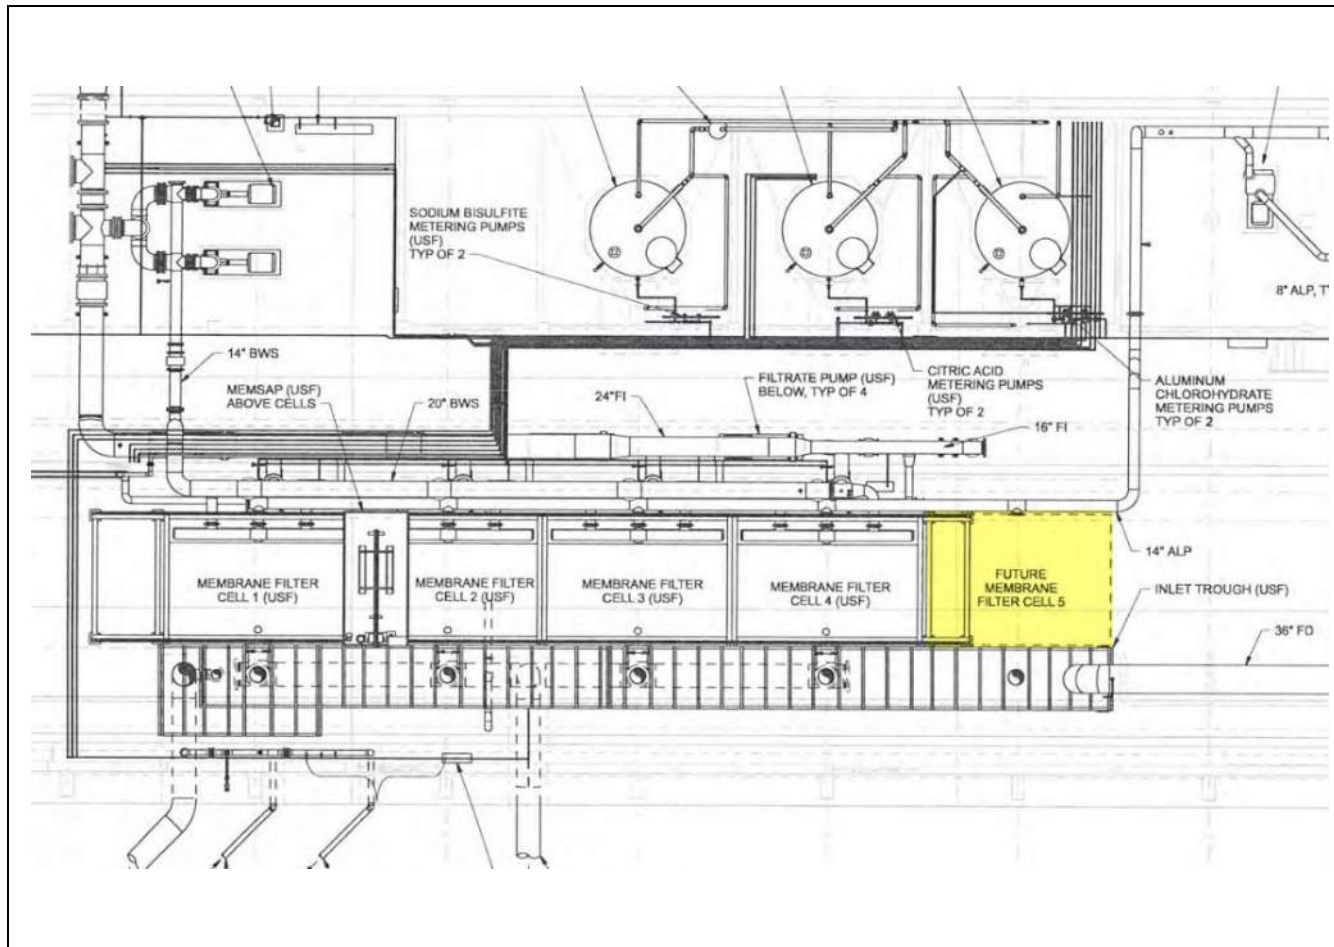 SODIUM BISULFITE
METERING PUMPS
(USF)
TYP OF 2
8" ALP, T
14" BWS
MEMSAP (USF)
ABOVE CELLS
20" BWS
24"FI
FILTRATE PUMP (USF)
BELOW, TYP OF 4
CITRIC ACID
METERING PUMPS
(USF)
TYP OF 2
16" FI
ALUMINUM
CHLOROHYDRATE
METERING PUMPS
TYP OF 2
MEMBRANE FILTER
CELL 1 (USF)
MEMBRANE FILTER
CELL 2 (USF)
MEMBRANE FILTER
CELL 3 (USF)
MEMBRANE FILTER
CELL 4 (USF)
FUTURE
MEMBRANE
FILTER CELL 5
14" ALP
INLET TROUGH (USF)
36" FD